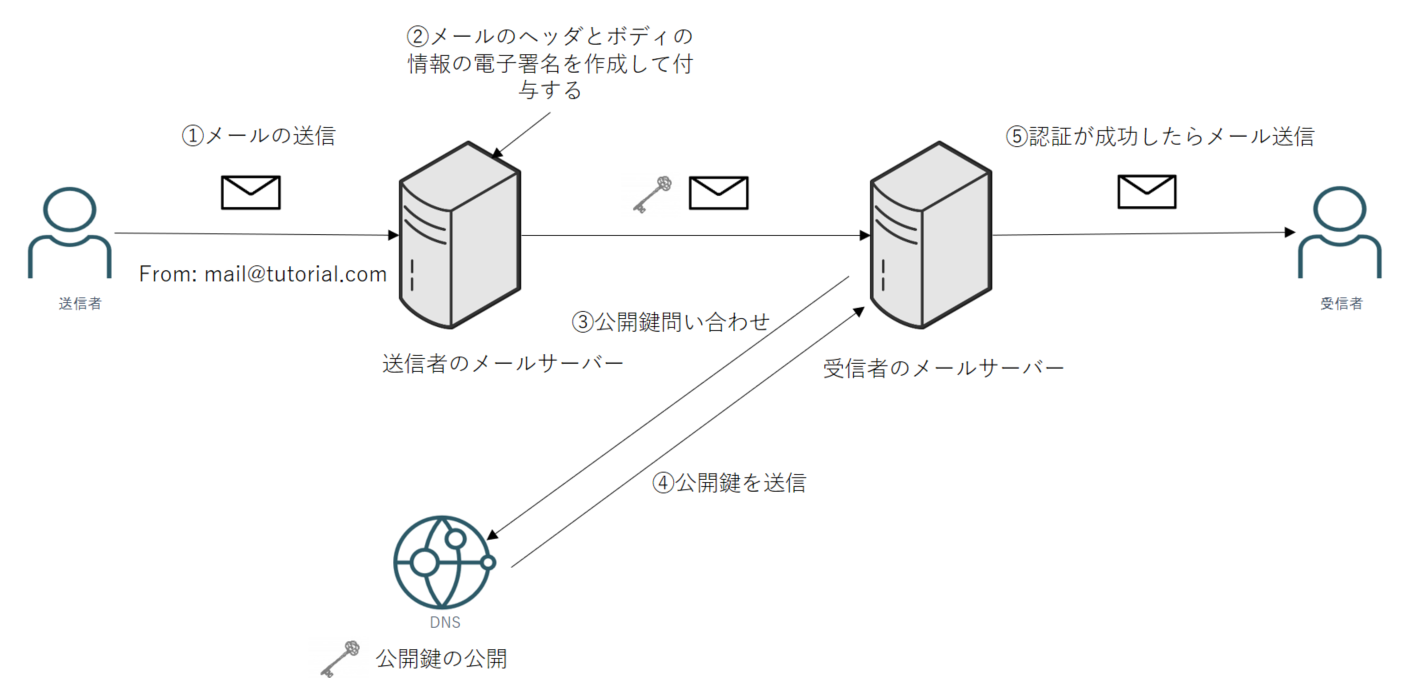 ②メールのヘッダとボディの
情報の電子署名を作成して付
与する
①メールの送信
⑤認証が成功したらメール送信
From: mail@tutorial.com
送信者
受信者
③公開鍵問い合わせ
送信者のメールサーバー
受信者のメールサーバー
④公開鍵を送信
DNS
公開鍵の公開